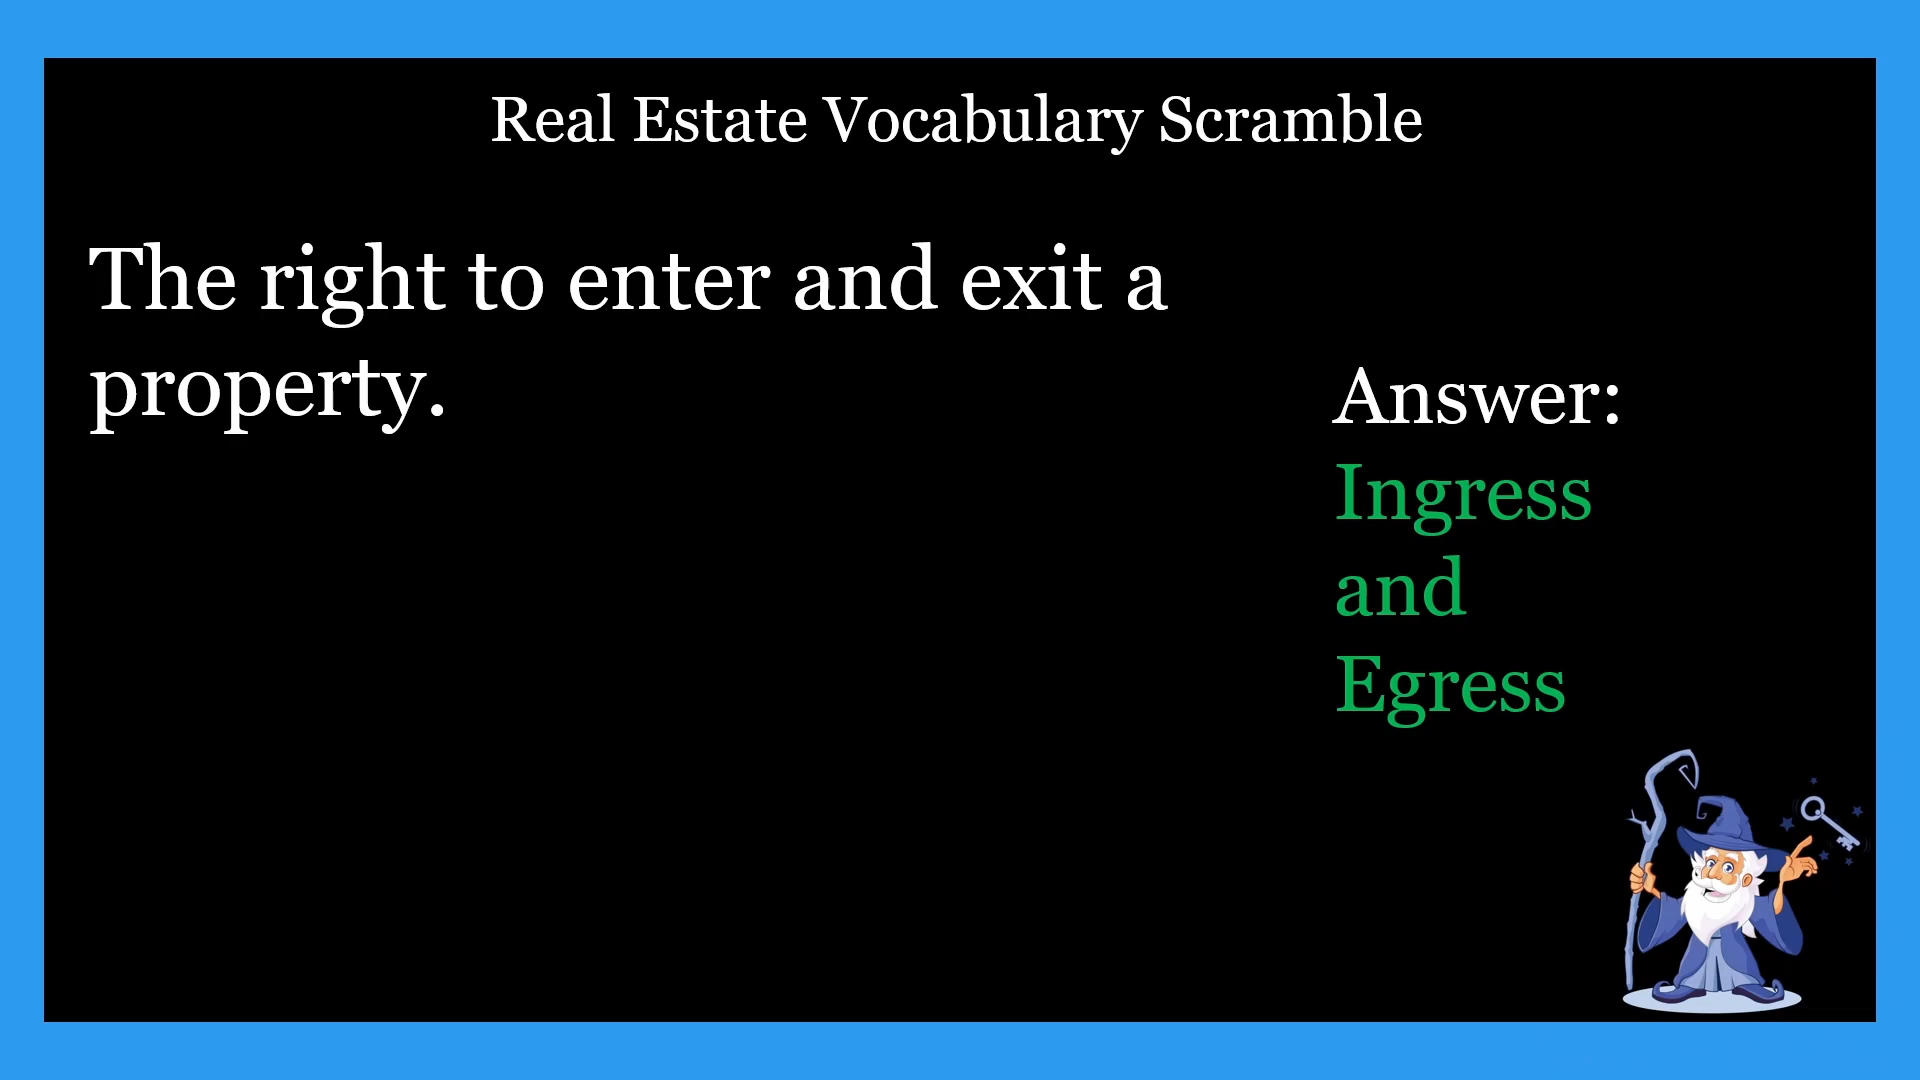 Real Estate Vocabulary Scramble
The right to enter and exit a
property.
Answer:
Ingress
and
Egress